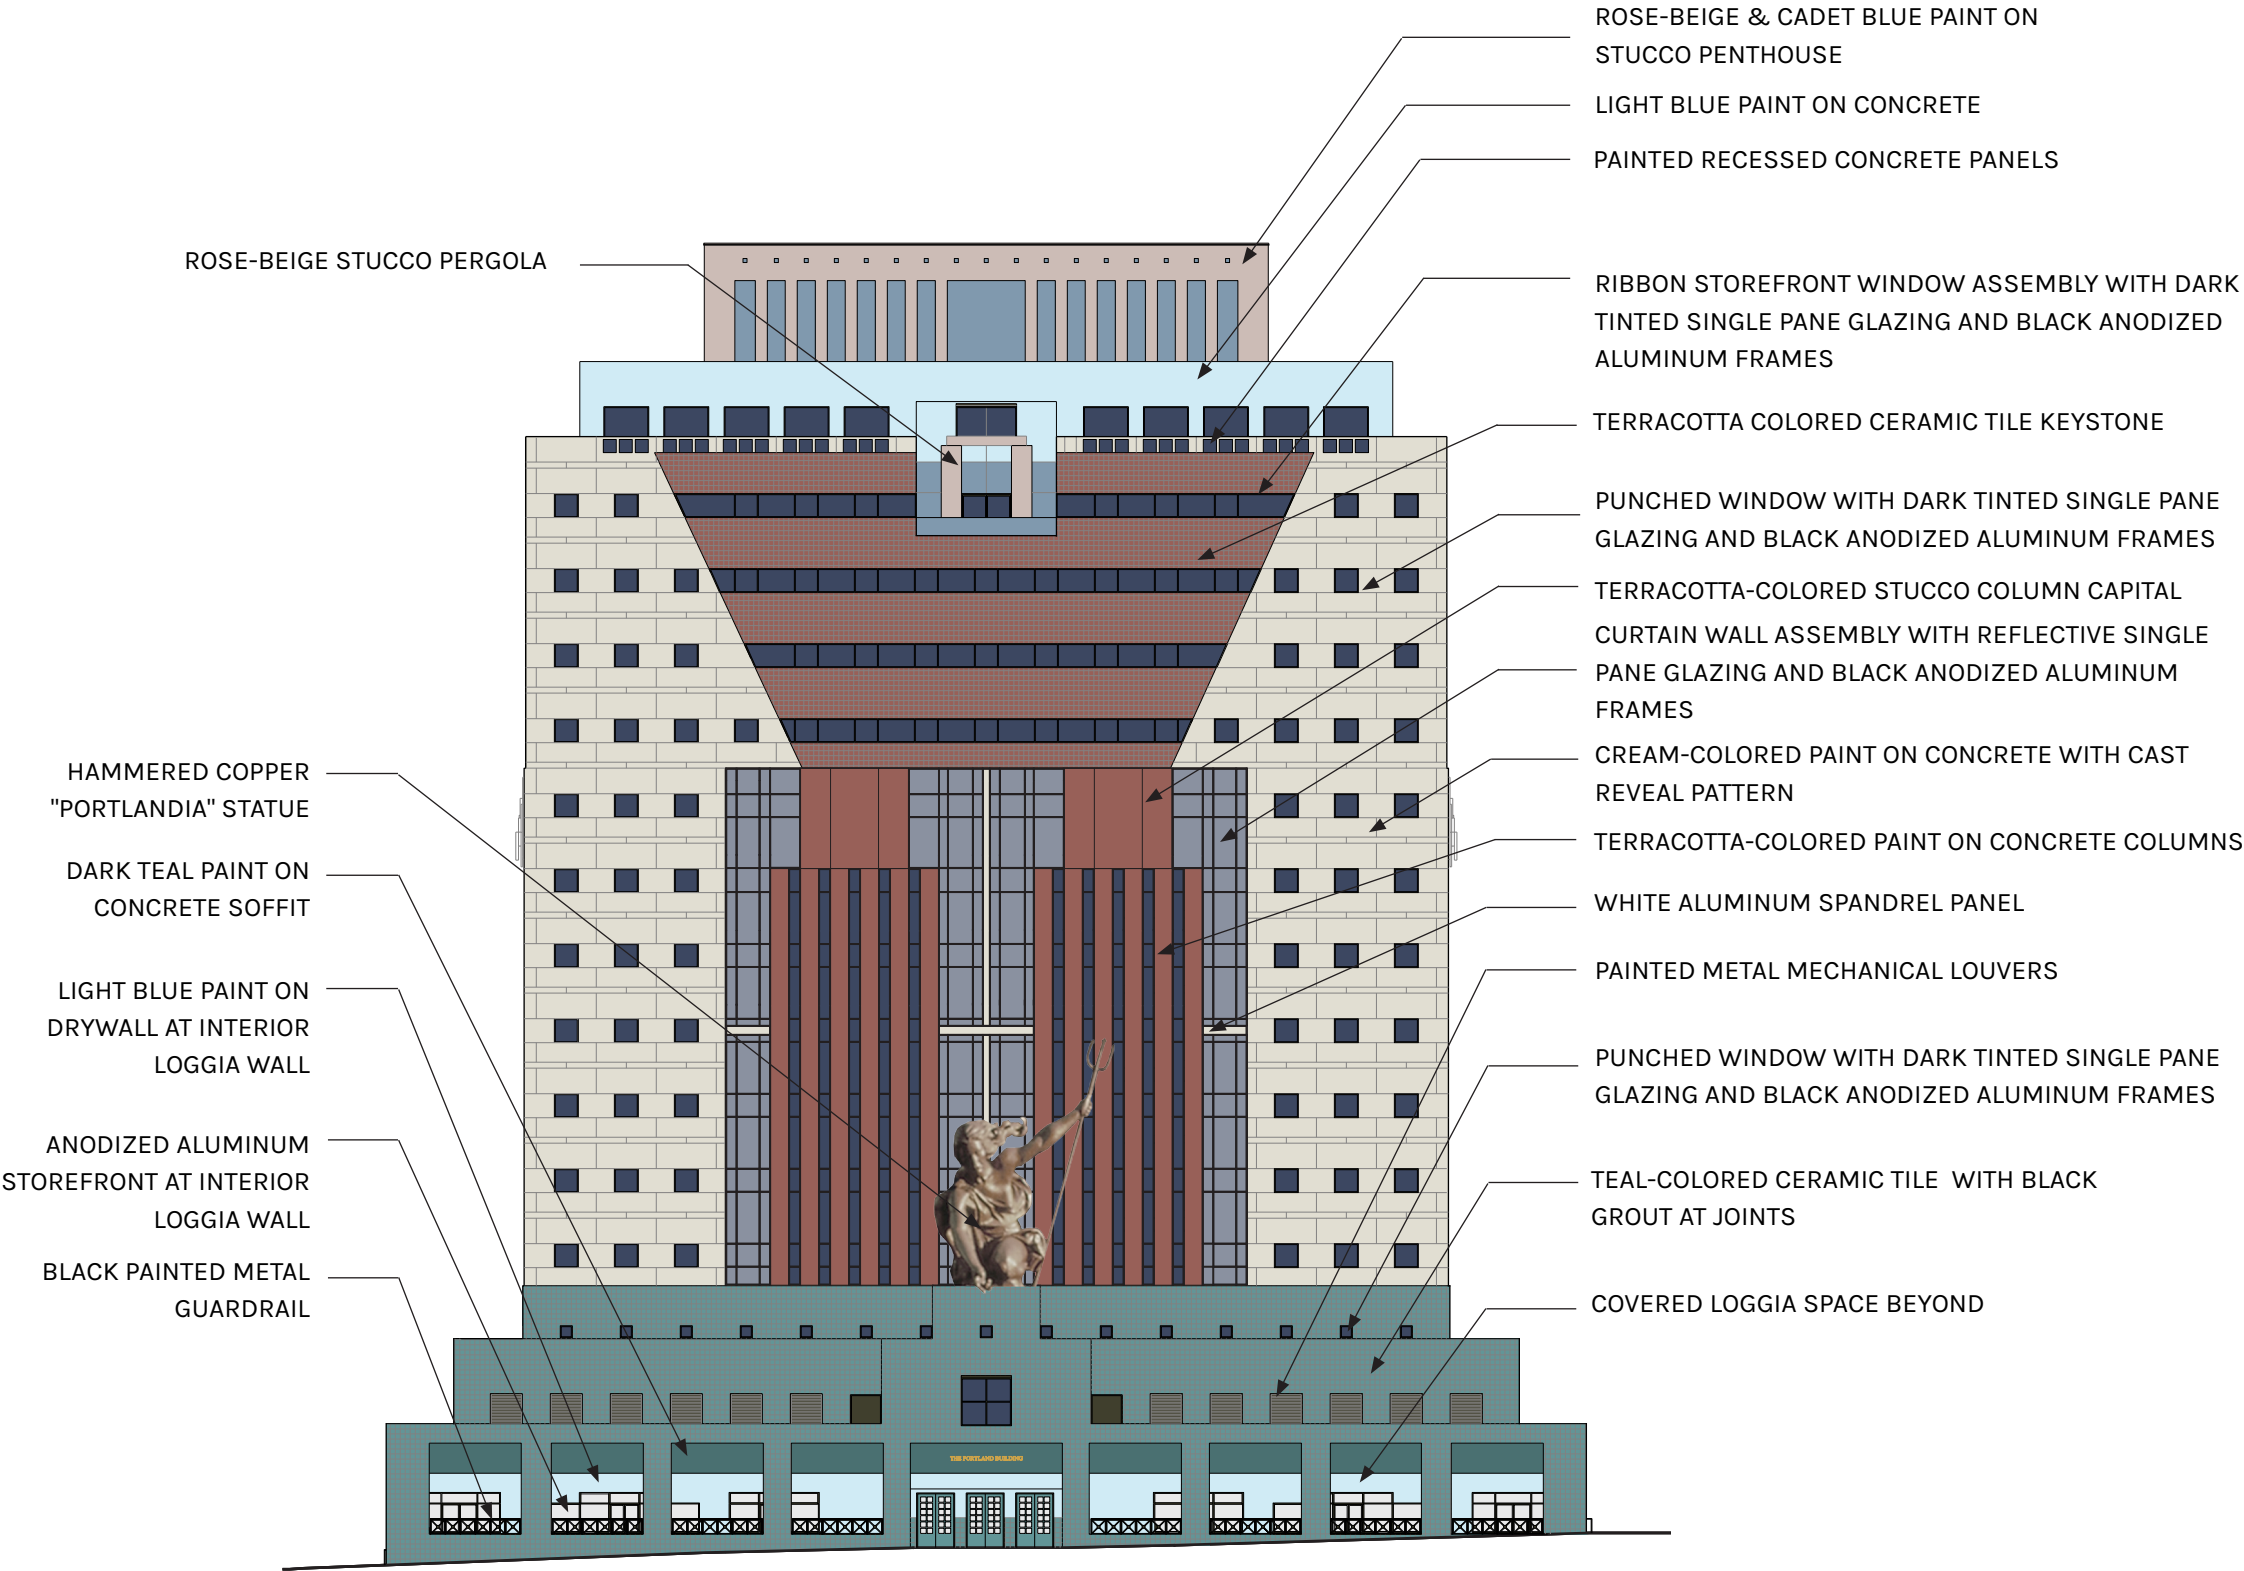 ROSE-BEIGE & CADET BLUE PAINT ON
STUCCO PENTHOUSE
LIGHT BLUE PAINT ON CONCRETE
PAINTED RECESSED CONCRETE PANELS
RIBBON STOREFRONT WINDOW ASSEMBLY WITH DARK
TINTED SINGLE PANE GLAZING AND BLACK ANODIZED
ALUMINUM FRAMES
TERRACOTTA COLORED CERAMIC TILE KEYSTONE
PUNCHED WINDOW WITH DARK TINTED SINGLE PANE
GLAZING AND BLACK ANODIZED ALUMINUM FRAMES
TERRACOTTA-COLORED STUCCO COLUMN CAPITAL
CURTAIN WALL ASSEMBLY WITH REFLECTIVE SINGLE
PANE GLAZING AND BLACK ANODIZED ALUMINUM
FRAMES
CREAM-COLORED PAINT ON CONCRETE WITH CAST
REVEAL PATTERN
TERRACOTTA-COLORED PAINT ON CONCRETE COLUMNS
WHITE ALUMINUM SPANDREL PANEL
PAINTED METAL MECHANICAL LOUVERS
PUNCHED WINDOW WITH DARK TINTED SINGLE PANE
GLAZING AND BLACK ANODIZED ALUMINUM FRAMES
TEAL-COLORED CERAMIC TILE WITH BLACK
GROUT AT JOINTS
COVERED LOGGIA SPACE BEYOND
ROSE-BEIGE STUCCO PERGOLA
HAMMERED COPPER
"PORTLANDIA" STATUE
DARK TEAL PAINT ON
CONCRETE SOFFIT
LIGHT BLUE PAINT ON
DRYWALL AT INTERIOR
LOGGIA WALL
ANODIZED ALUMINUM
STOREFRONT AT INTERIOR
LOGGIA WALL
BLACK PAINTED METAL
GUARDRAIL
THE PORTLAND BUILDING